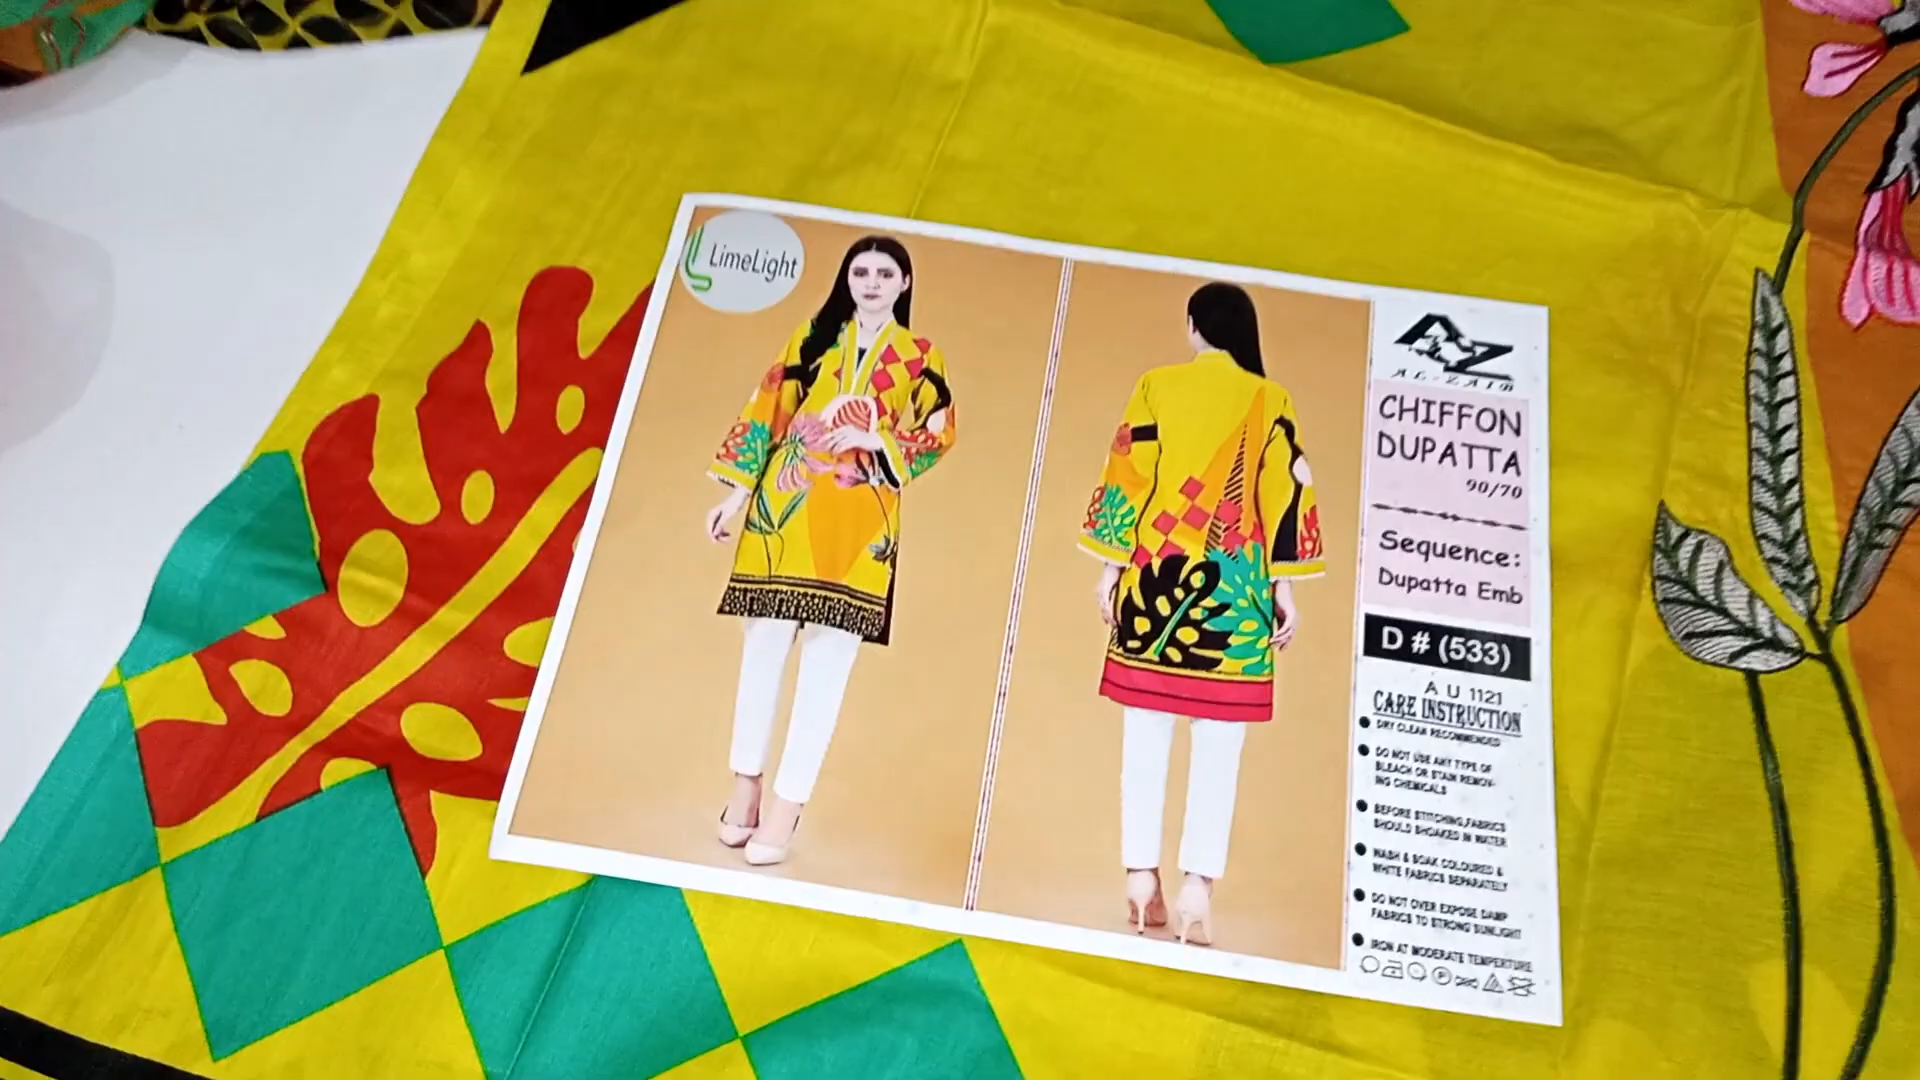 LimeLight
AZ
AL-ZAIB
CHIFFON
DUPATTA
90/70
Sequence:
Dupatta Emb
D # (533)
A U 1121
CARE INSTRUCTION
DRY CLEAN RECOMMENDED
DO NOT USE ANY TYPE OF
BLEACH OR STAIN REMOV-
ING CHEMICALS
BEFORE STITCHING,FABRICS
SHOULD SHOAKED IN WATER
WASH & SOAK COLOURED &
WHITE FABRICS SEPARATELY
DO NOT OVER EXPOSE DAMP
FABRICS TO STRONG SUNLIGHT
IRON AT MODERATE TEMPERTURE